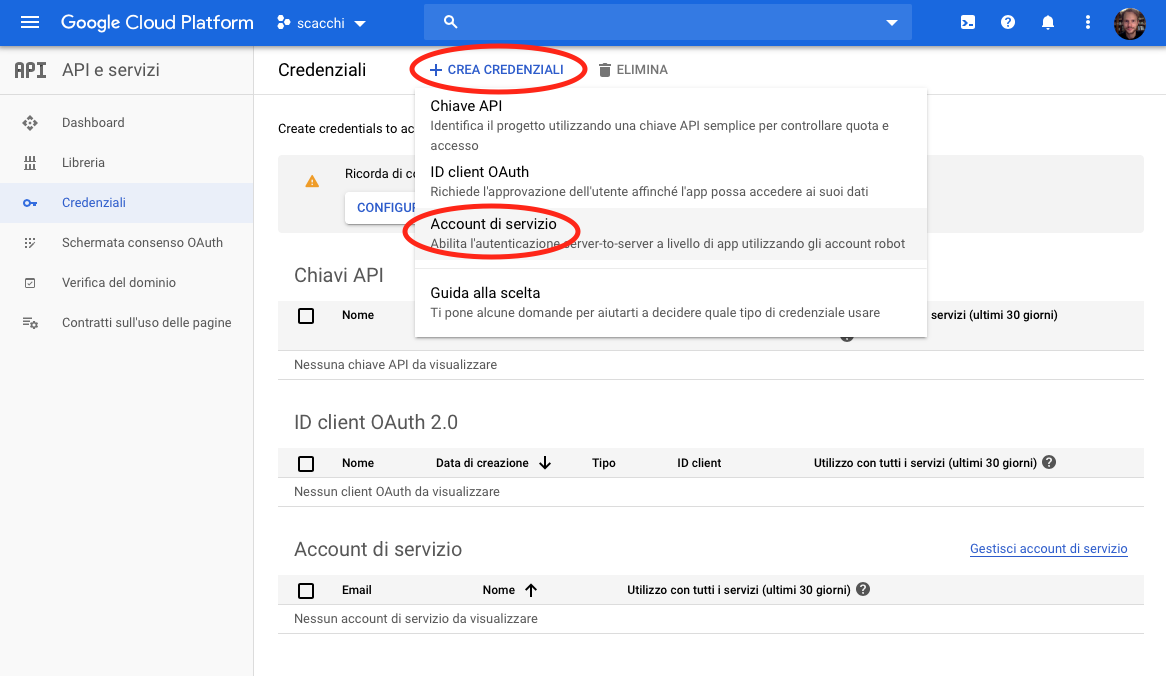 Google Cloud Platform
scacchi
API API e servizi
Credenziali
CREA CREDENZIALI
ELIMINA
Dashboard
Libreria
Credenziali
Schermata consenso OAuth
Verifica del dominio
Contratti sull'uso delle pagine
Create credentials to ac
Ricorda di co
CONFIGUR
Chiave API
Identifica il progetto utilizzando una chiave API semplice per controllare quota e
accesso
ID client OAuth
Richiede l'approvazione dell'utente affinché l'app possa accedere ai suoi dati
Account di servizio
Abilita l'autenticazione server-to-server a livello di app utilizzando gli account robot
Guida alla scelta
Ti pone alcune domande per aiutarti a decidere quale tipo di credenziale usare
Chiavi API
Nome
servizi (ultimi 30 giorni)
Nessuna chiave API da visualizzare
ID client OAuth 2.0
Nome Data di creazione Tipo ID client Utilizzo con tutti i servizi (ultimi 30 giorni)
Nessun client OAuth da visualizzare
Account di servizio
Gestisci account di servizio
Email Nome Utilizzo con tutti i servizi (ultimi 30 giorni)
Nessun account di servizio da visualizzare